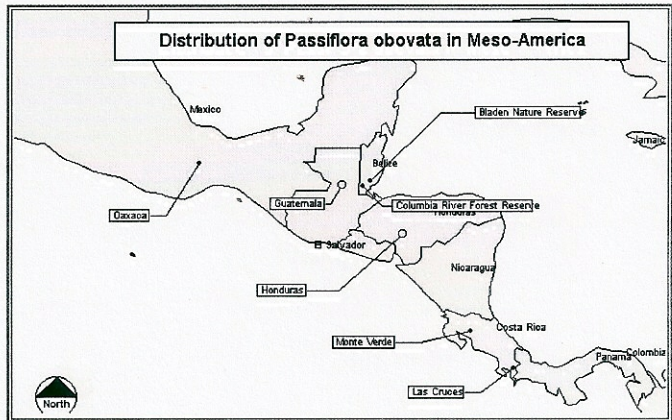 Distribution of Passiflora obovata in Meso-America
Mexico
Bladen Nature Reserve
Jamaic
Belize
Guatemala
Columbia River Forest Reserve
Honduras
Oaxaca
El Salvador
Nicaragua
Honduras
Costa Rica
Monte Verde
Panama
Colombia
Las Cruces
North